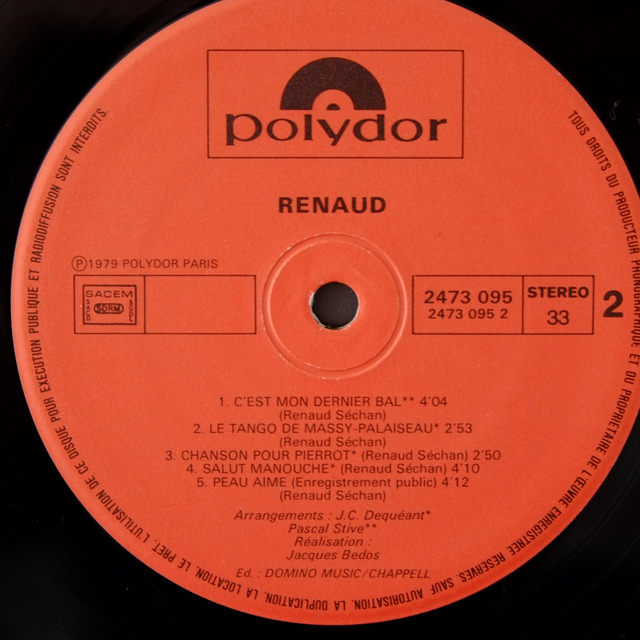 polydor
RENAUD
Ⓟ1979 POLYDOR PARIS
SACEM
SACD
SDRM
SGDL
2473 095
2473 095 2
STEREO
33
2
1. C'EST MON DERNIER BAL** 4'04
(Renaud Séchan)
2. LE TANGO DE MASSY-PALAISEAU* 2'53
(Renaud Séchan)
3. CHANSON POUR PIERROT* (Renaud Séchan) 2'50
4. SALUT MANOUCHE* (Renaud Séchan) 4'10
5. PEAU AIME (Enregistrement public) 4'12
(Renaud Séchan)
Arrangements : J.C. Dequéant*
Pascal Stive**
Réalisation :
Jacques Bedos
Ed. : DOMINO MUSIC/CHAPPELL
TOUS DROITS DU PRODUCTEUR PHONOGRAPHIQUE ET DU PROPRIETAIRE DE L'ŒUVRE ENREGISTREE RESERVES. SAUF AUTORISATION, LA DUPLICATION, LA LOCATION, LE PRET, L'UTILISATION DE CE DISQUE POUR EXECUTION PUBLIQUE ET RADIODIFFUSION SONT INTERDITS.